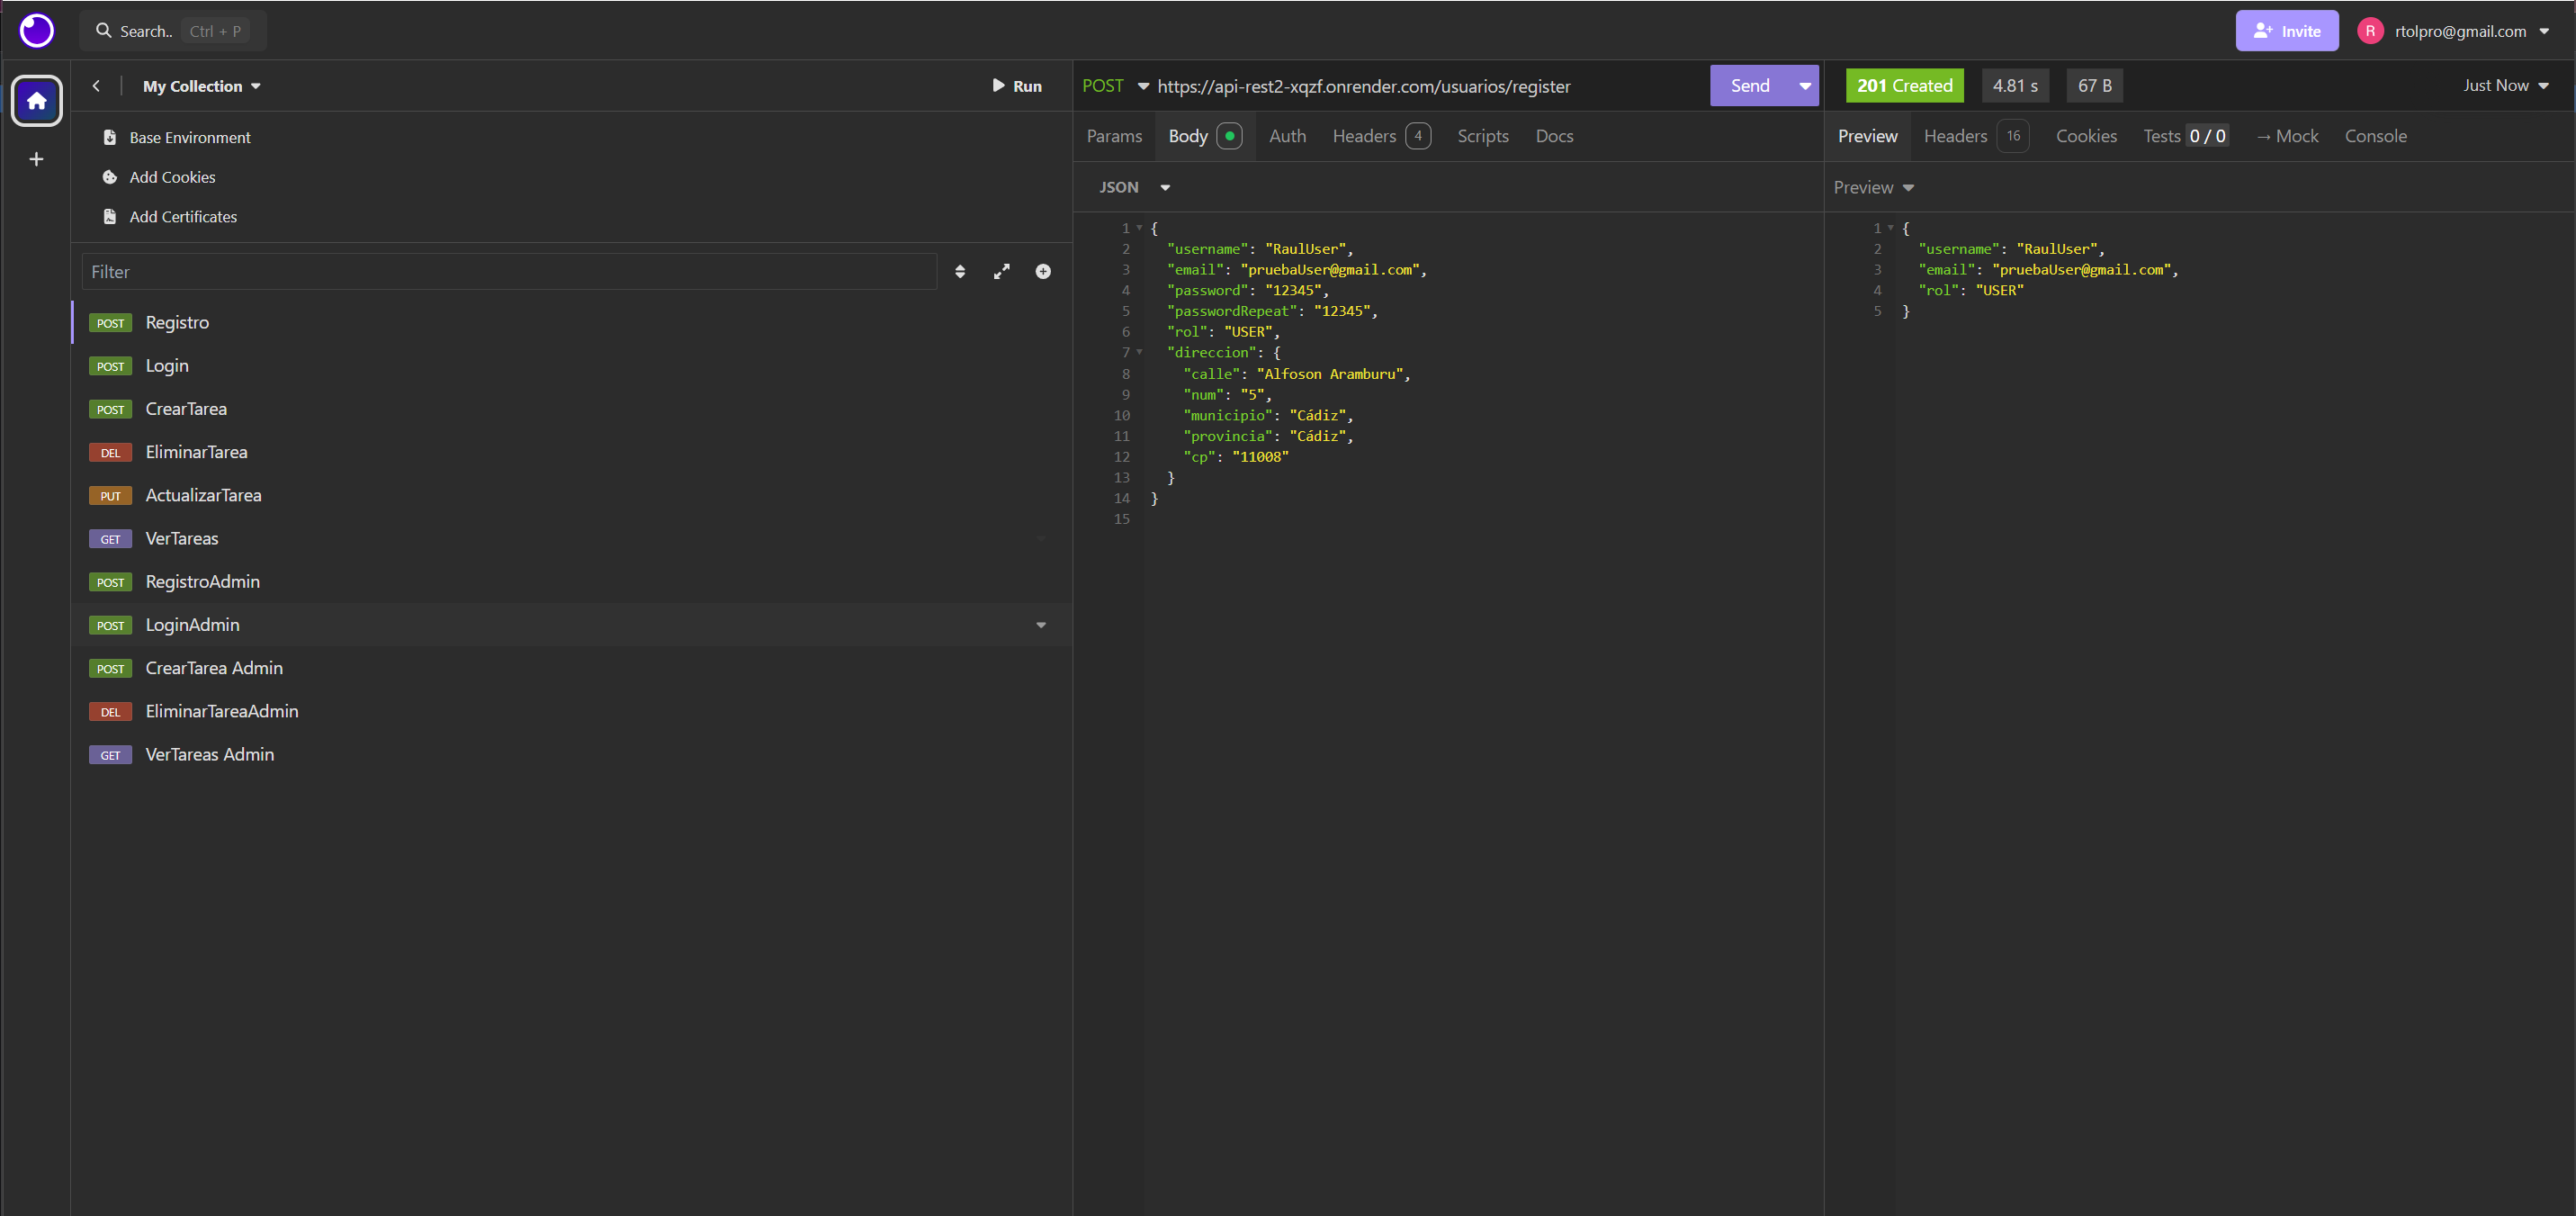 Search.. Ctrl + P
Invite
R rtolpro@gmail.com
My Collection
Run
Base Environment
Add Cookies
Add Certificates
Filter
POST Registro
POST Login
POST CrearTarea
DEL EliminarTarea
PUT ActualizarTarea
GET VerTareas
POST RegistroAdmin
POST LoginAdmin
POST CrearTarea Admin
DEL EliminarTareaAdmin
GET VerTareas Admin
POST https://api-rest2-xqzf.onrender.com/usuarios/register Send
Params Body Auth Headers 4 Scripts Docs
JSON
1 {
2 "username": "RaulUser",
3 "email": "pruebaUser@gmail.com",
4 "password": "12345",
5 "passwordRepeat": "12345",
6 "rol": "USER",
7 "direccion": {
8 "calle": "Alfoson Aramburu",
9 "num": "5",
10 "municipio": "Cádiz",
11 "provincia": "Cádiz",
12 "cp": "11008"
13 }
14 }
15
201 Created 4.81 s 67 B Just Now
Preview Headers 16 Cookies Tests 0 / 0 → Mock Console
Preview
1 {
2 "username": "RaulUser",
3 "email": "pruebaUser@gmail.com",
4 "rol": "USER"
5 }